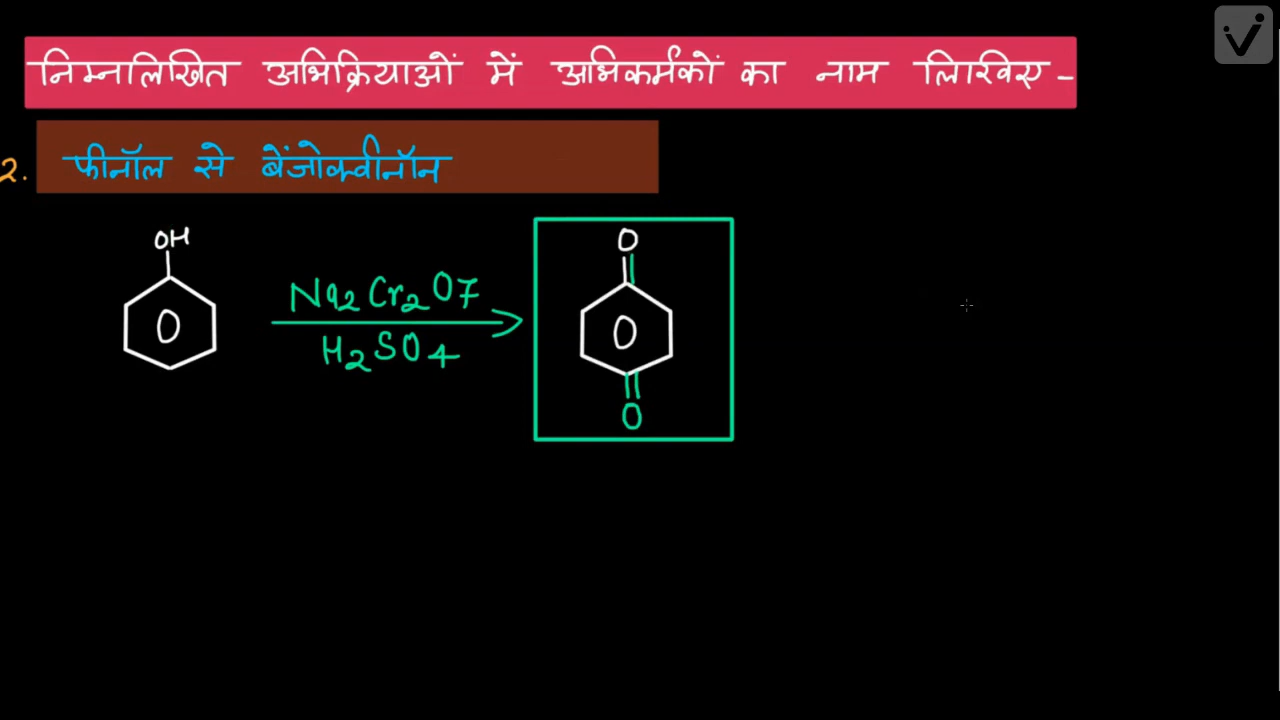 निम्नलिखित अभिक्रियाओं में अभिकर्मकों का नाम लिखिए -
2. फीनॉल से बेंजोक्वीनॉन
OH
Na2Cr2O7
H2SO4
O
O